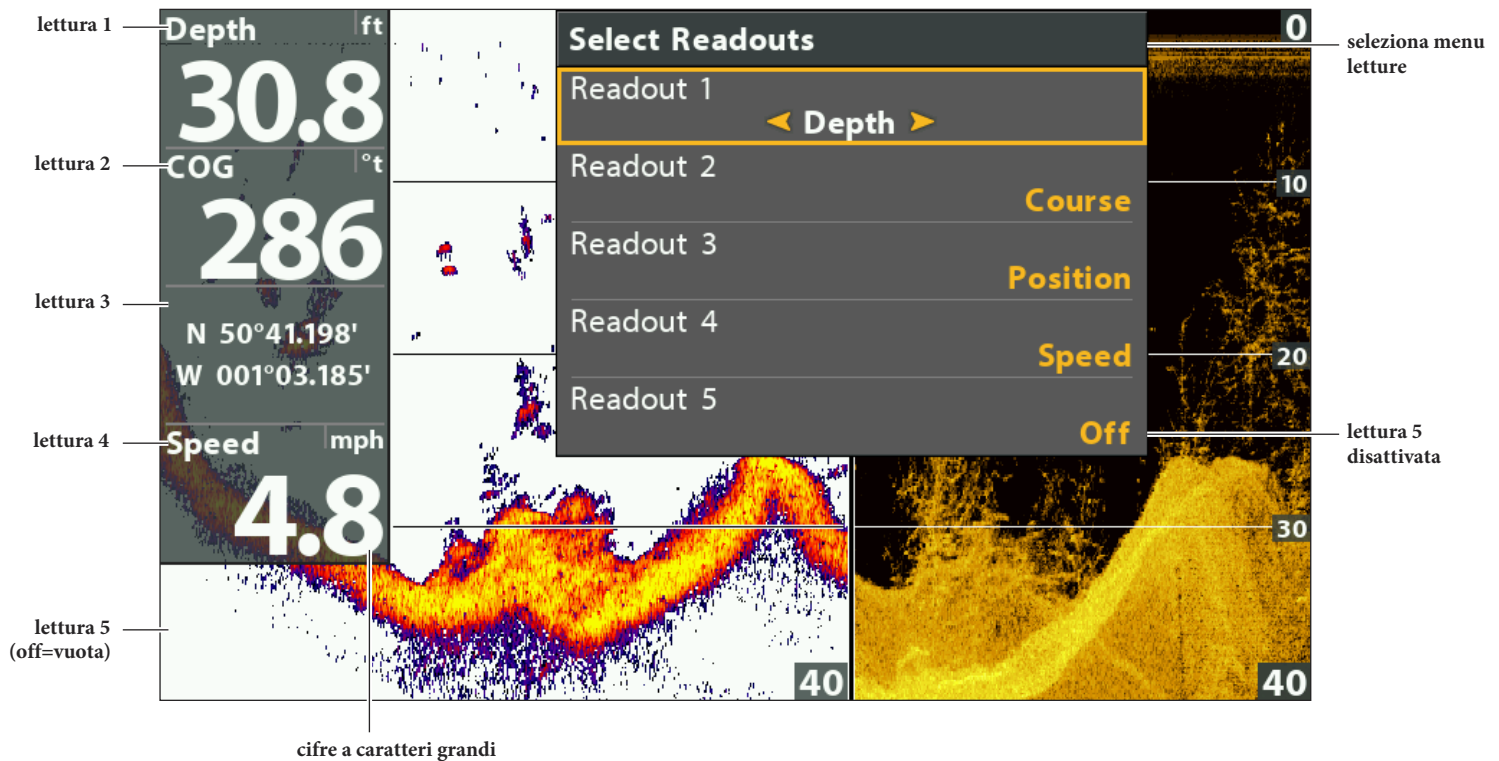 lettura 1
Depth ft
30.8
lettura 2
COG °t
286
lettura 3
N 50°41.198'
W 001°03.185'
lettura 4
Speed mph
4.8
lettura 5
(off=vuota)
cifre a caratteri grandi
Select Readouts
Readout 1
Depth
Readout 2
Course
Readout 3
Position
Readout 4
Speed
Readout 5
Off
40
0
10
20
30
40
seleziona menu
letture
lettura 5
disattivata